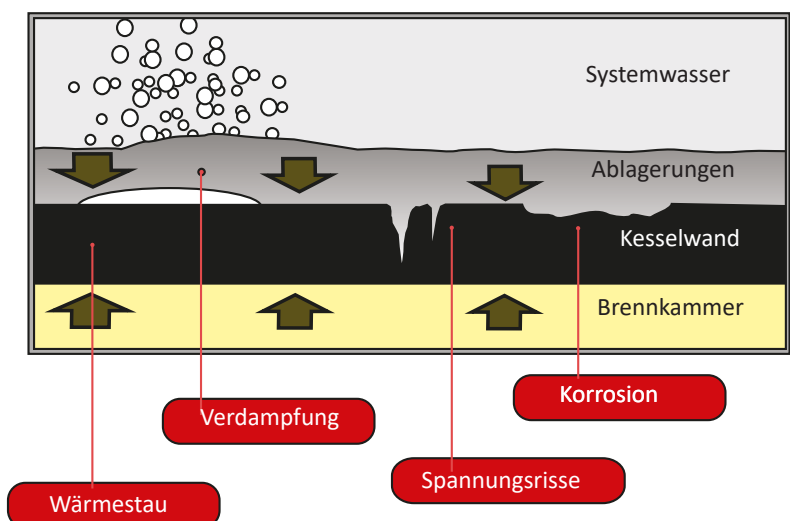 Systemwasser
Ablagerungen
Kesselwand
Brennkammer
Korrosion
Verdampfung
Spannungsrisse
Wärmestau